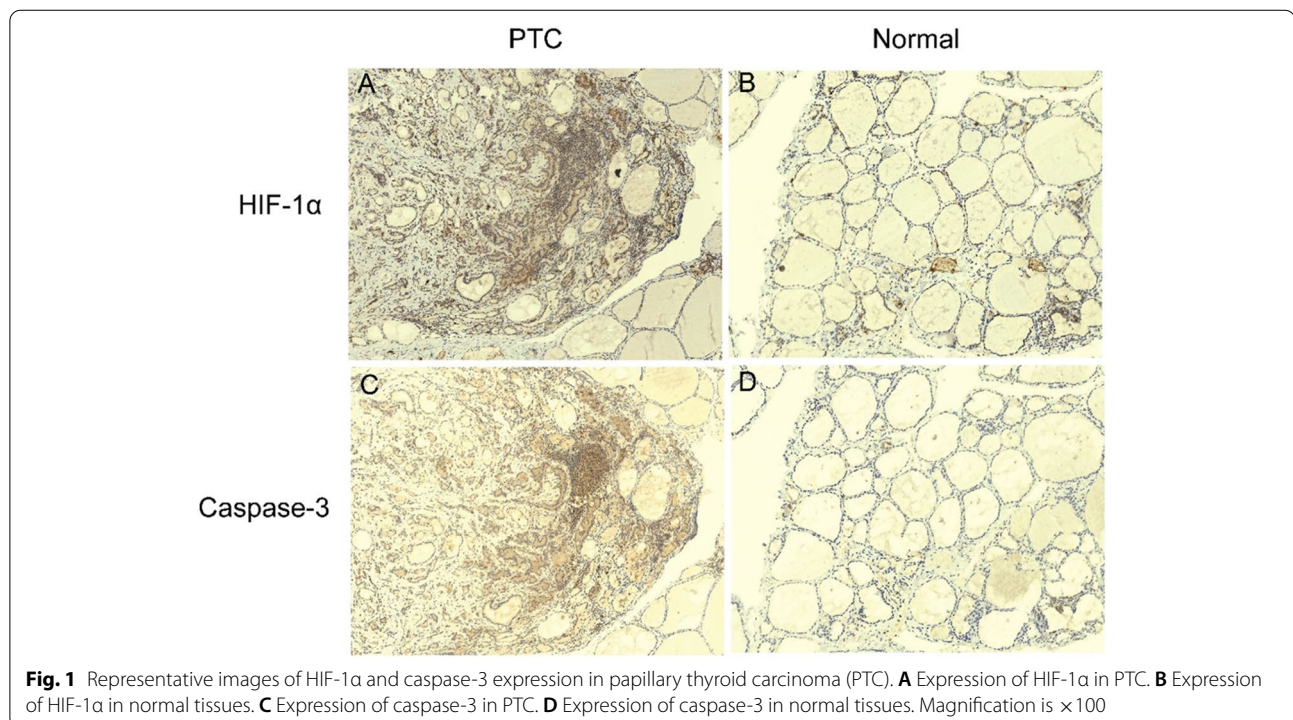 PTC
Normal
A
B
HIF-1α
C
D
Caspase-3
Fig. 1 Representative images of HIF-1α and caspase-3 expression in papillary thyroid carcinoma (PTC). A Expression of HIF-1α in PTC. B Expression
of HIF-1α in normal tissues. C Expression of caspase-3 in PTC. D Expression of caspase-3 in normal tissues. Magnification is ×100